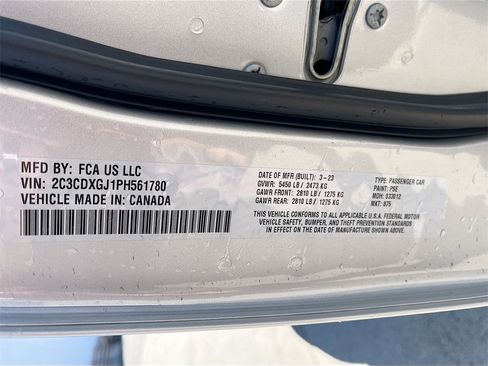 MFD BY: FCA US LLC
VIN: 2C3CDXGJ1PH561780
VEHICLE MADE IN: CANADA
DATE OF MFR (BUILT): 3-23
GVWR: 5450 LB / 2473 KG
GAWR FRONT: 2810 LB / 1275 KG
GAWR REAR: 2810 LB / 1275 KG
TYPE: PASSENGER CAR
PAINT: PSE
MDH: 033012
MKT: 875
THIS VEHICLE CONFORMS TO ALL APPLICABLE U.S.A. FEDERAL MOTOR
VEHICLE SAFETY, BUMPER, AND THEFT PREVENTION STANDARDS
IN EFFECT ON THE DATE OF MANUFACTURE SHOWN ABOVE.